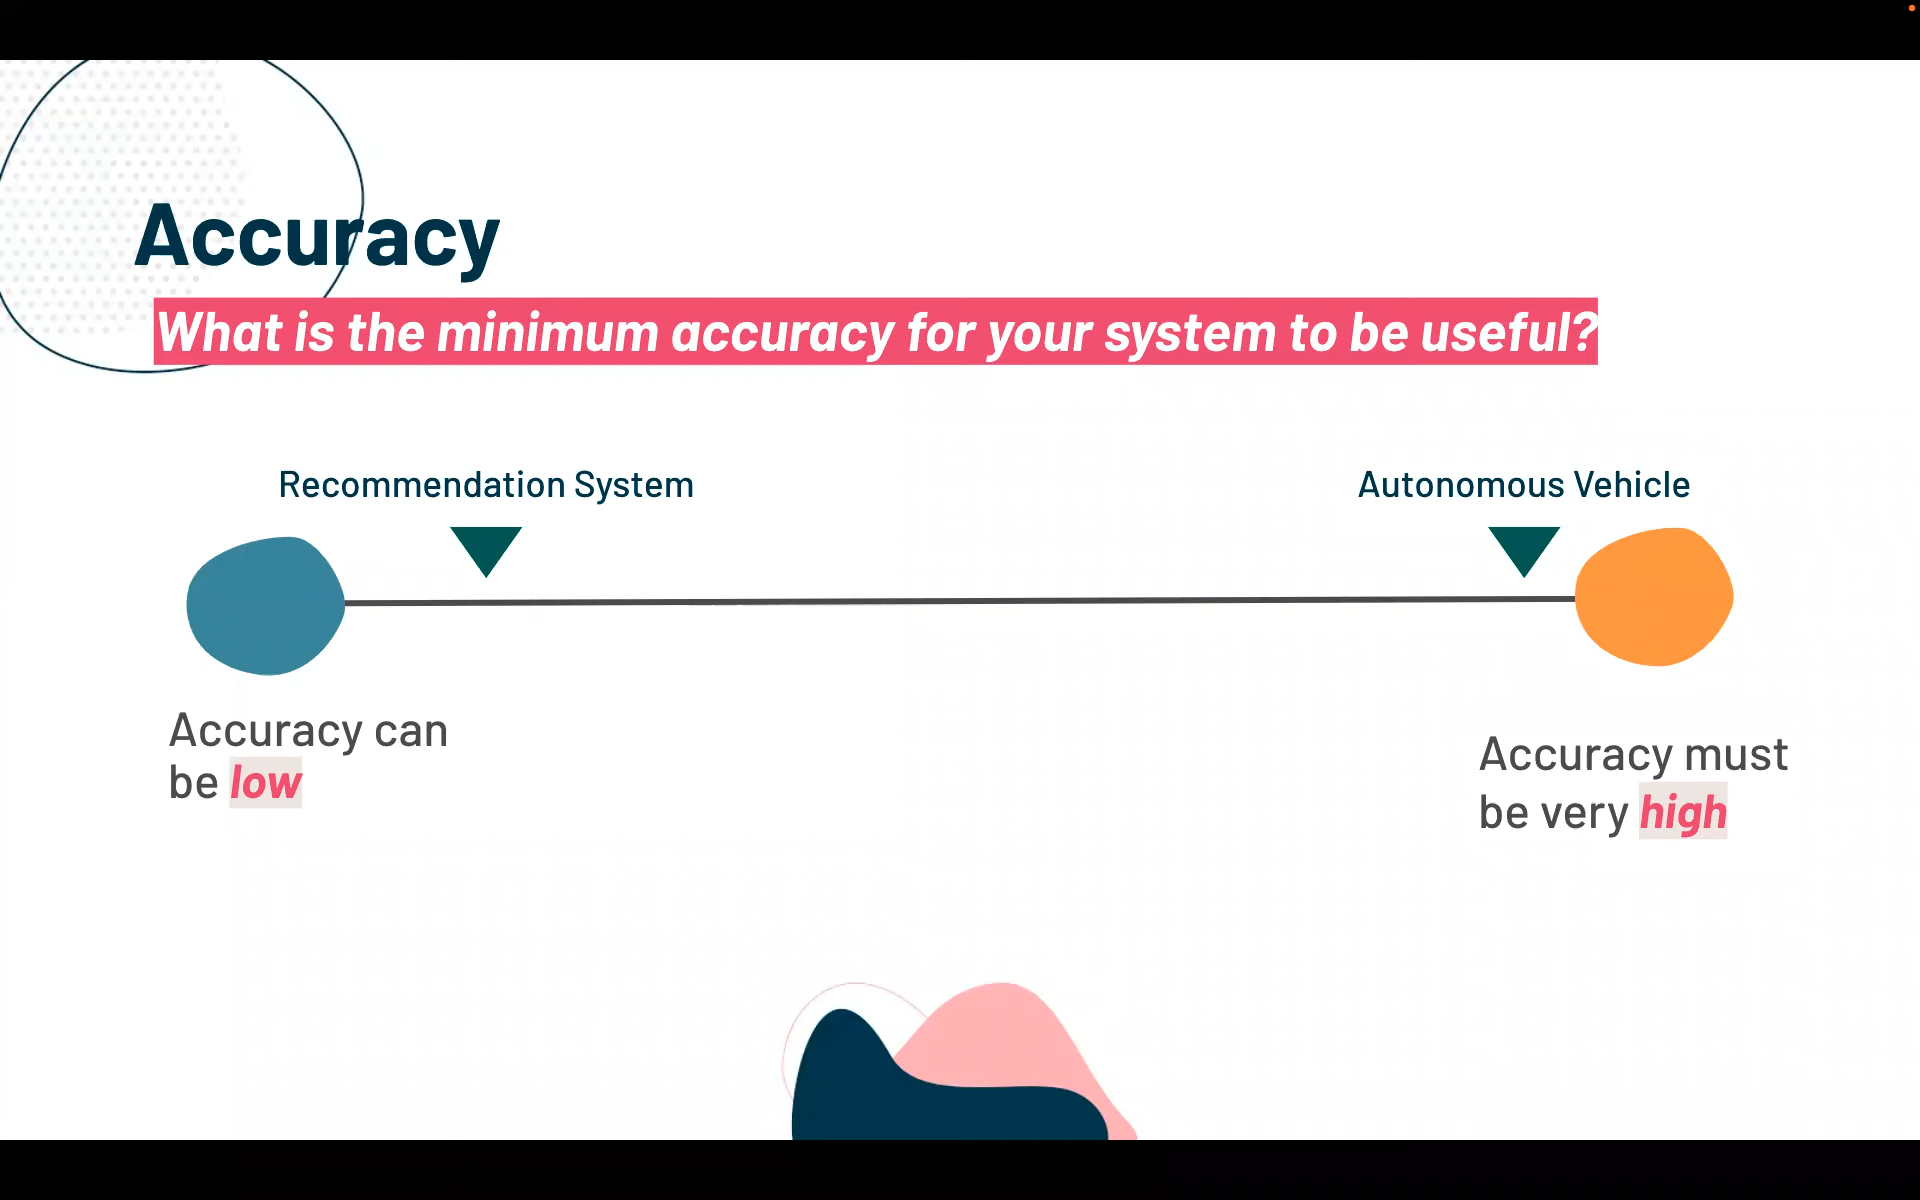 Accuracy
What is the minimum accuracy for your system to be useful?
Recommendation System
Autonomous Vehicle
Accuracy can
be low
Accuracy must
be very high